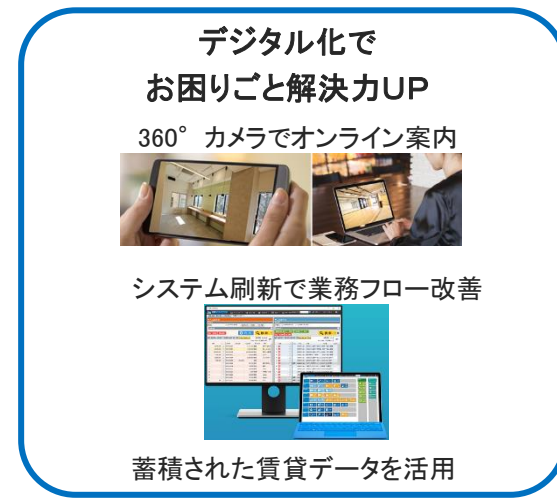 デジタル化で
お困りごと解決力UP
360°カメラでオンライン案内
システム刷新で業務フロー改善
蓄積された賃貸データを活用